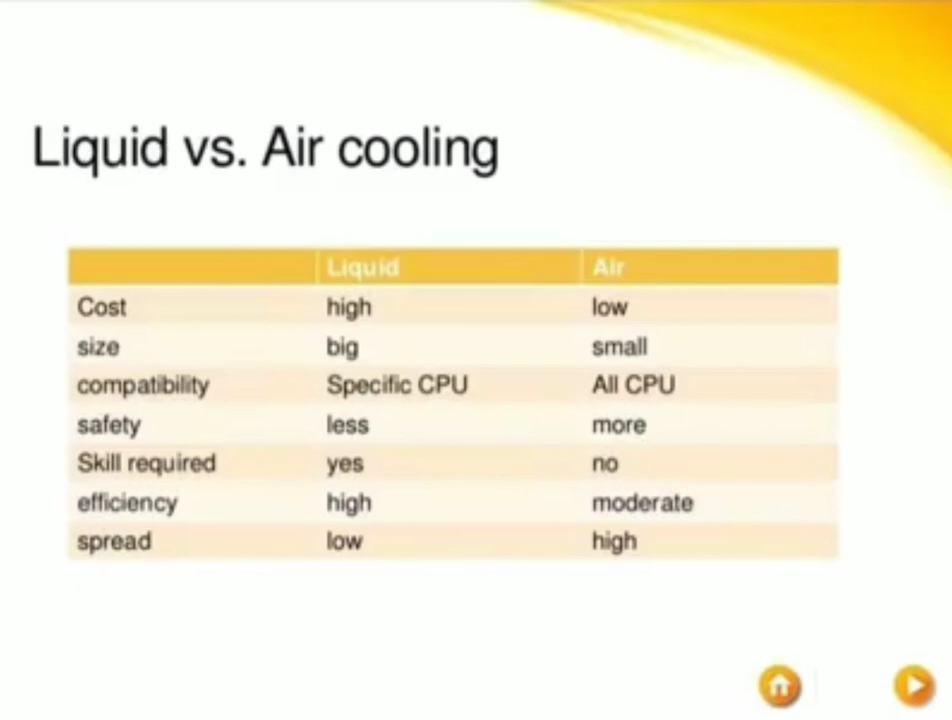 Liquid vs. Air cooling
Liquid Air
Cost high low
size big small
compatibility Specific CPU All CPU
safety less more
Skill required yes no
efficiency high moderate
spread low high